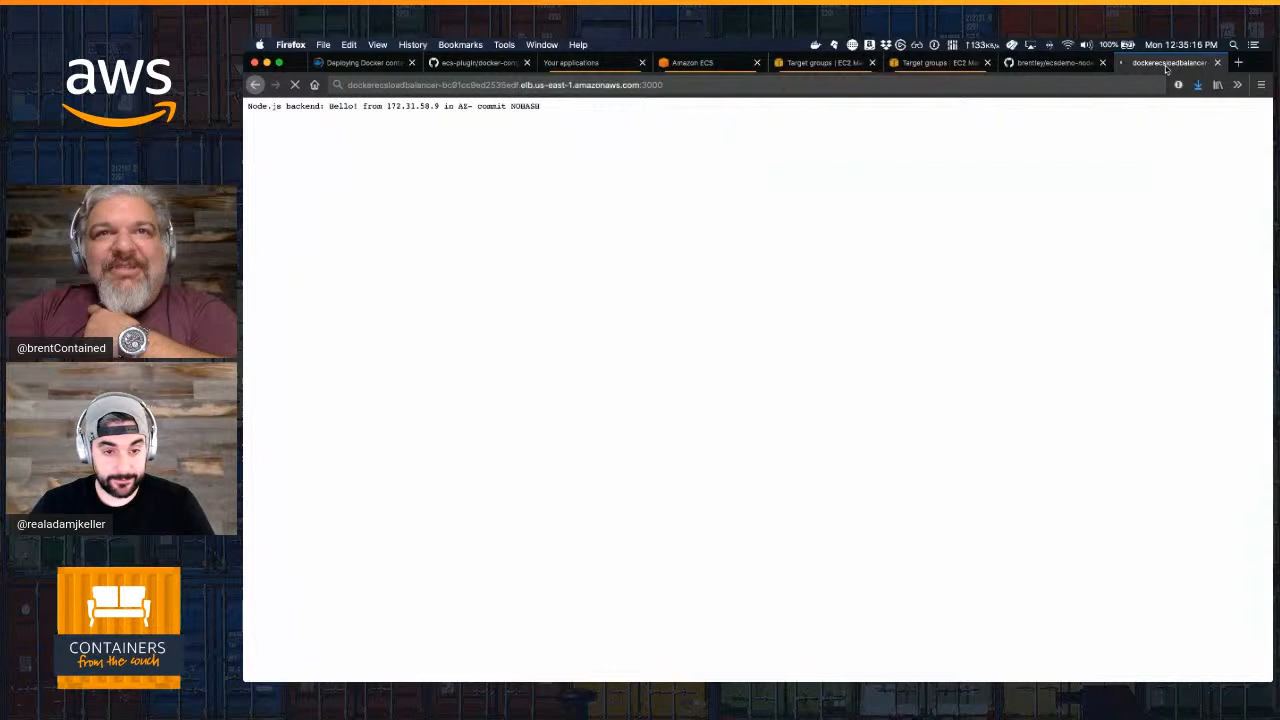 aws
Firefox File Edit View History Bookmarks Tools Window Help
100% Mon 12:35:16 PM
Deploying Docker conta
ecs-plugin/docker-com
Your applications
Amazon ECS
Target groups | EC2 Ma
Target groups | EC2 Ma
brentley/ecsdemo-node
dockerecsloadbalancer-
elb.us-east-1.amazonaws.com:3000
Node.js backend: Hello! from 172.31.58.9 in AZ- commit NOHASH
@brentContained
@realadamjkeller
CONTAINERS
from the couch